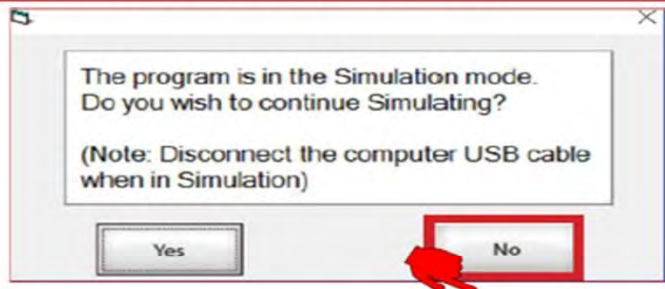 The program is in the Simulation mode.
Do you wish to continue Simulating?
(Note: Disconnect the computer USB cable
when in Simulation)
Yes
No